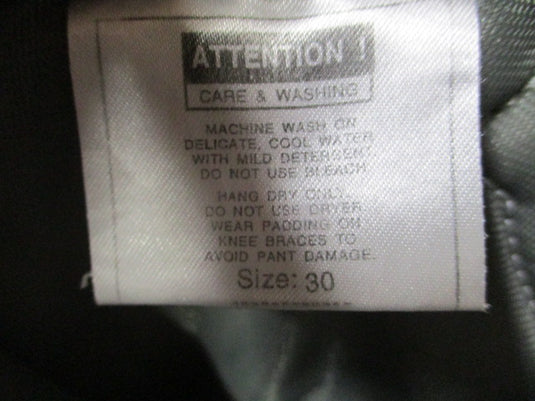 ATTENTION !
CARE & WASHING
MACHINE WASH ON
DELICATE, COOL WATER
WITH MILD DETERGENT
DO NOT USE BLEACH
HANG DRY ONLY
DO NOT USE DRYER
WEAR PADDING ON
KNEE BRACES TO
AVOID PANT DAMAGE.
Size: 30